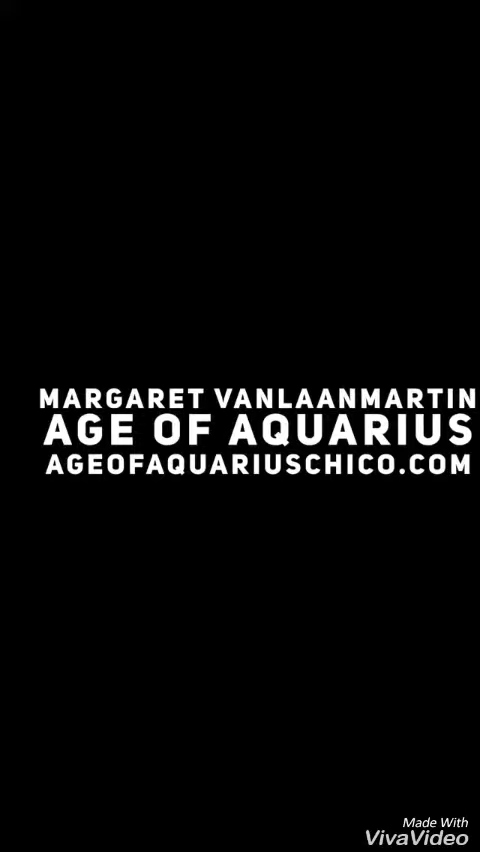 MARGARET VANLAANMARTIN
AGE OF AQUARIUS
AGEOFAQUARIUSCHICO.COM
Made With
VivaVideo